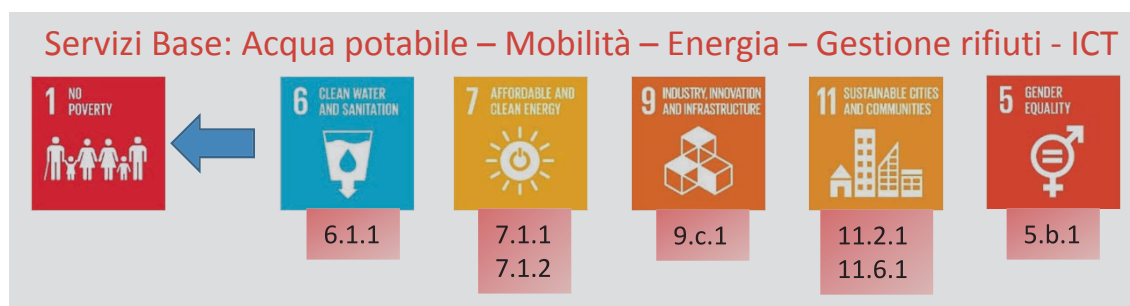 Servizi Base: Acqua potabile – Mobilità – Energia – Gestione rifiuti - ICT
1 NO
POVERTY
6 CLEAN WATER
AND SANITATION
7 AFFORDABLE AND
CLEAN ENERGY
9 INDUSTRY, INNOVATION
AND INFRASTRUCTURE
11 SUSTAINABLE CITIES
AND COMMUNITIES
5 GENDER
EQUALITY
6.1.1
7.1.1
7.1.2
9.c.1
11.2.1
11.6.1
5.b.1